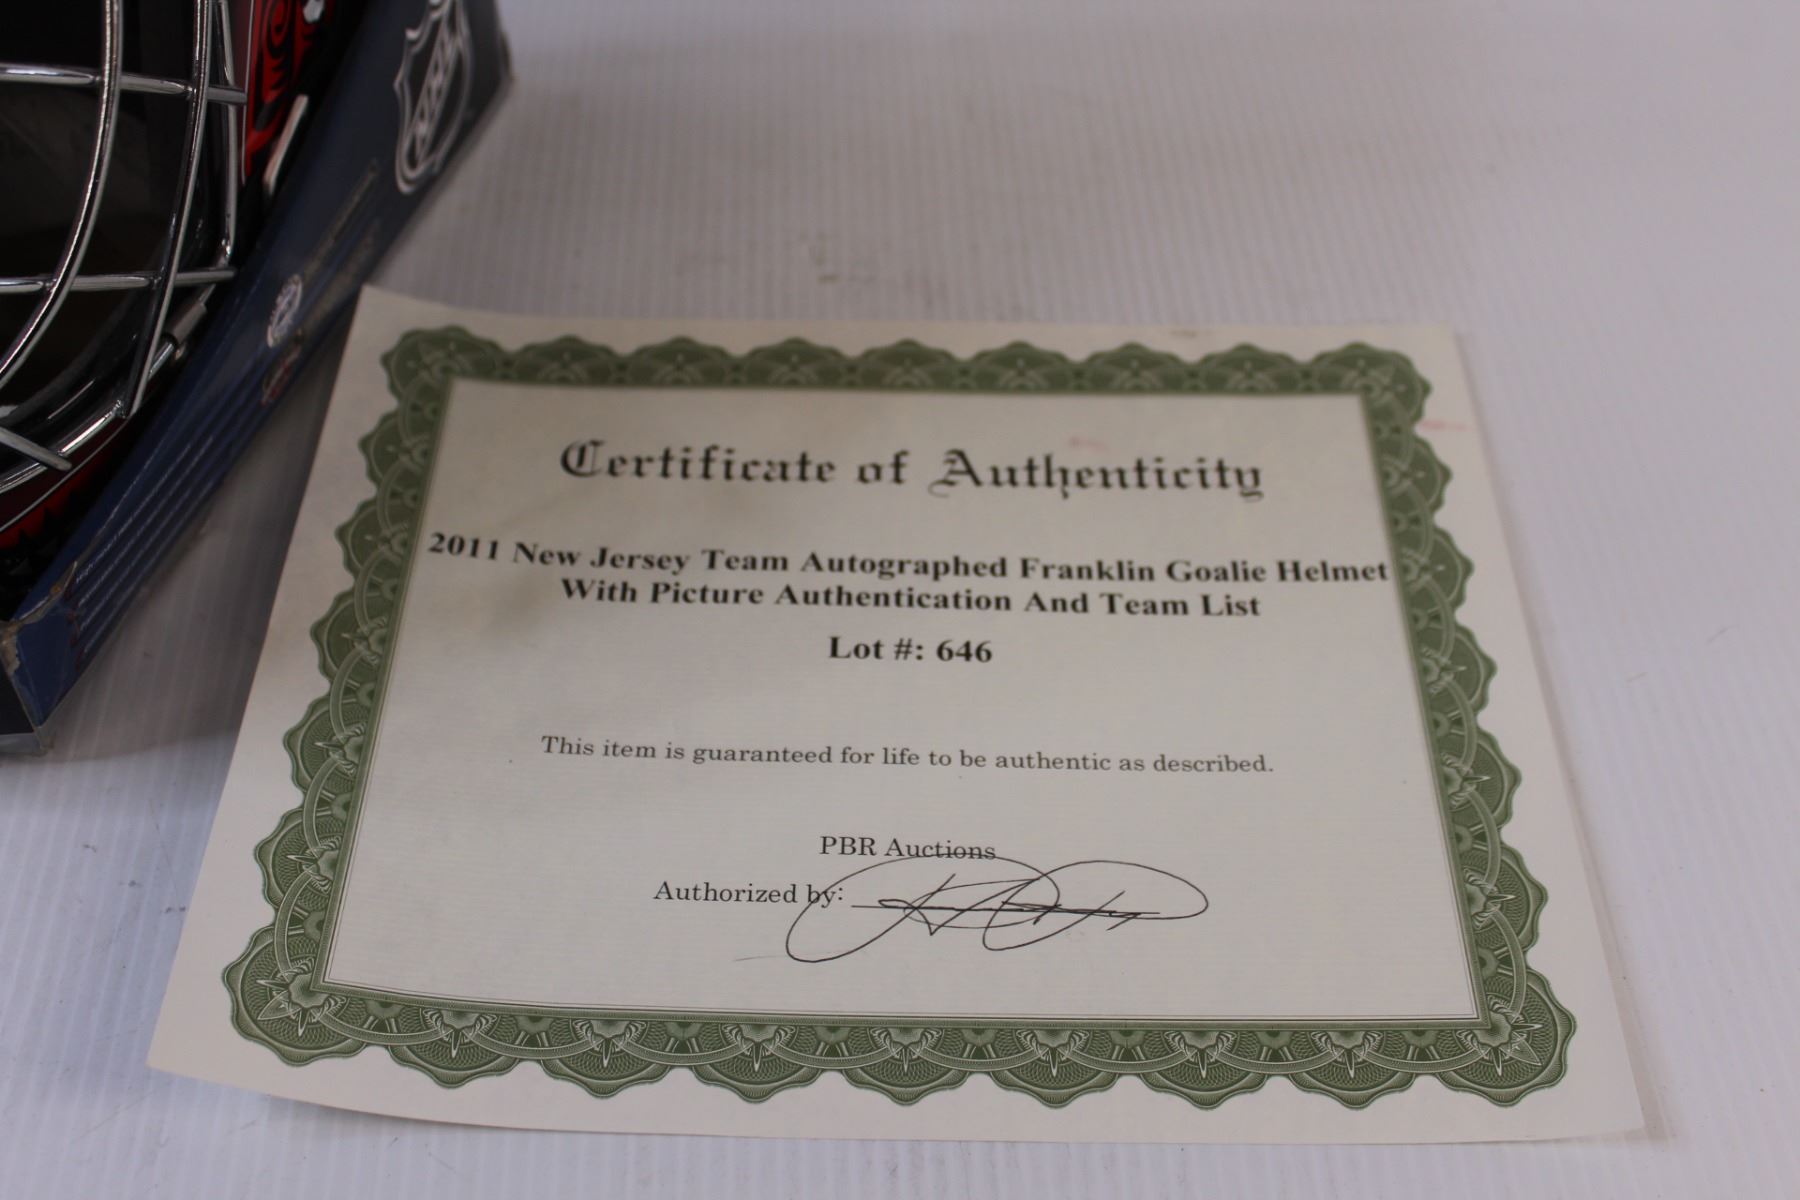 NHL
Certificate of Authenticity
2011 New Jersey Team Autographed Franklin Goalie Helmet
With Picture Authentication And Team List
Lot #: 646
This item is guaranteed for life to be authentic as described.
PBR Auctions
Authorized by: